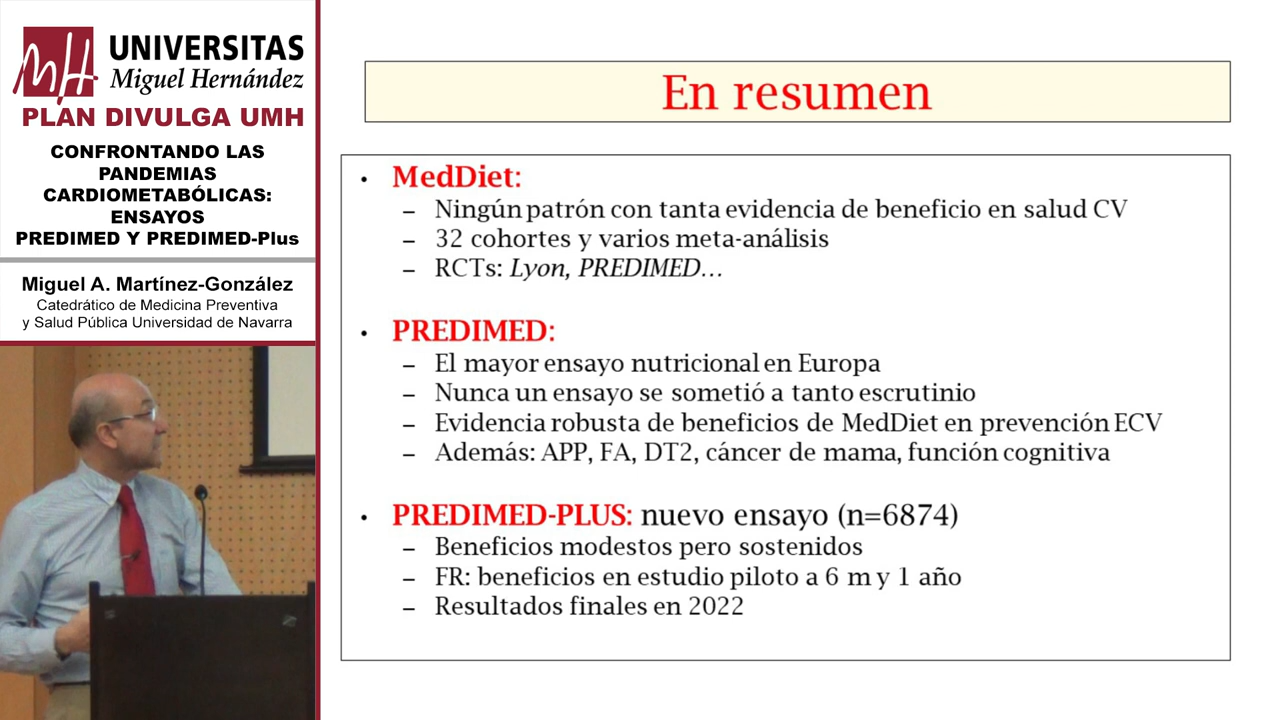 UNIVERSITAS
Miguel Hernández
PLAN DIVULGA UMH
CONFRONTANDO LAS
PANDEMIAS
CARDIOMETABÓLICAS:
ENSAYOS
PREDIMED Y PREDIMED-Plus
Miguel A. Martínez-González
Catedrático de Medicina Preventiva
y Salud Pública Universidad de Navarra
En resumen
• MedDiet:
– Ningún patrón con tanta evidencia de beneficio en salud CV
– 32 cohortes y varios meta-análisis
– RCTs: Lyon, PREDIMED...
• PREDIMED:
– El mayor ensayo nutricional en Europa
– Nunca un ensayo se sometió a tanto escrutinio
– Evidencia robusta de beneficios de MedDiet en prevención ECV
– Además: APP, FA, DT2, cáncer de mama, función cognitiva
• PREDIMED-PLUS: nuevo ensayo (n=6874)
– Beneficios modestos pero sostenidos
– FR: beneficios en estudio piloto a 6 m y 1 año
– Resultados finales en 2022